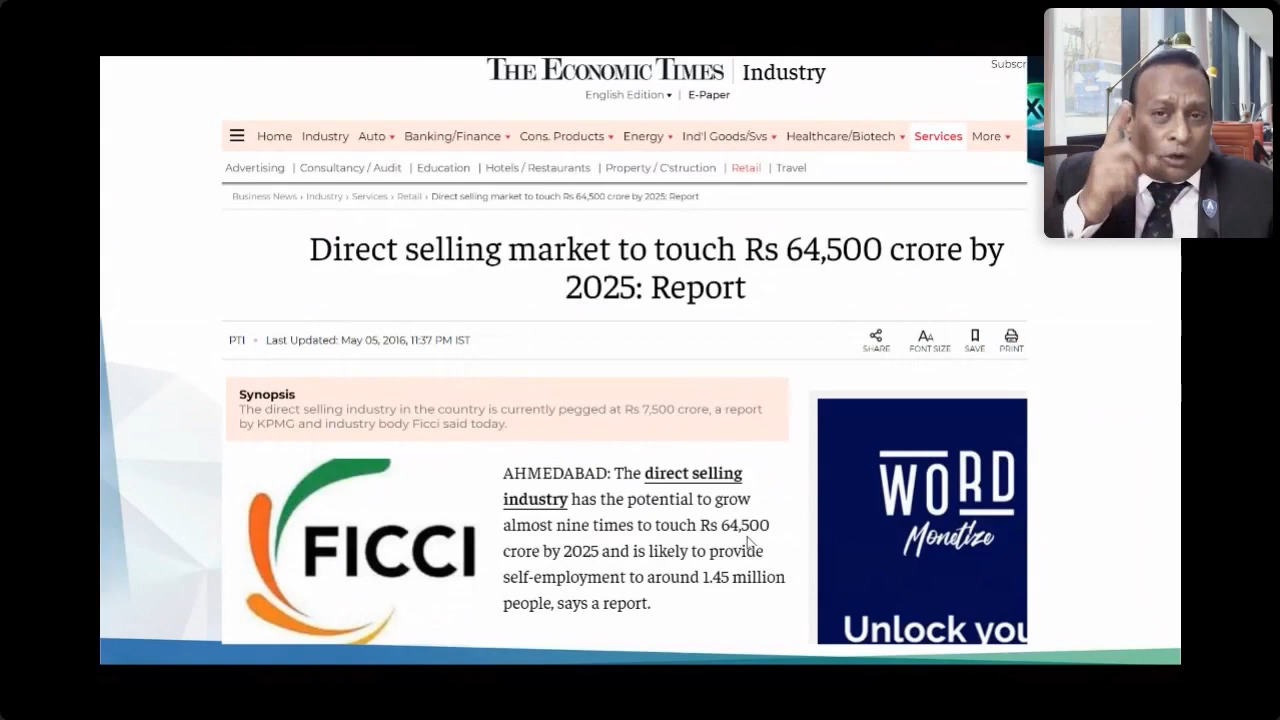 THE ECONOMIC TIMES | Industry
Subscr
English Edition ▾ | E-Paper
Home Industry Auto ▾ Banking/Finance ▾ Cons. Products ▾ Energy ▾ Ind'l Goods/Svs ▾ Healthcare/Biotech ▾ Services More ▾
Advertising | Consultancy / Audit | Education | Hotels / Restaurants | Property / C'struction | Retail | Travel
Business News › Industry › Services › Retail › Direct selling market to touch Rs 64,500 crore by 2025: Report
Direct selling market to touch Rs 64,500 crore by
2025: Report
PTI • Last Updated: May 05, 2016, 11:37 PM IST
SHARE FONT SIZE SAVE PRINT
Synopsis
The direct selling industry in the country is currently pegged at Rs 7,500 crore, a report
by KPMG and industry body Ficci said today.
FICCI
AHMEDABAD: The direct selling
industry has the potential to grow
almost nine times to touch Rs 64,500
crore by 2025 and is likely to provide
self-employment to around 1.45 million
people, says a report.
WORD
Monetize
Unlock you